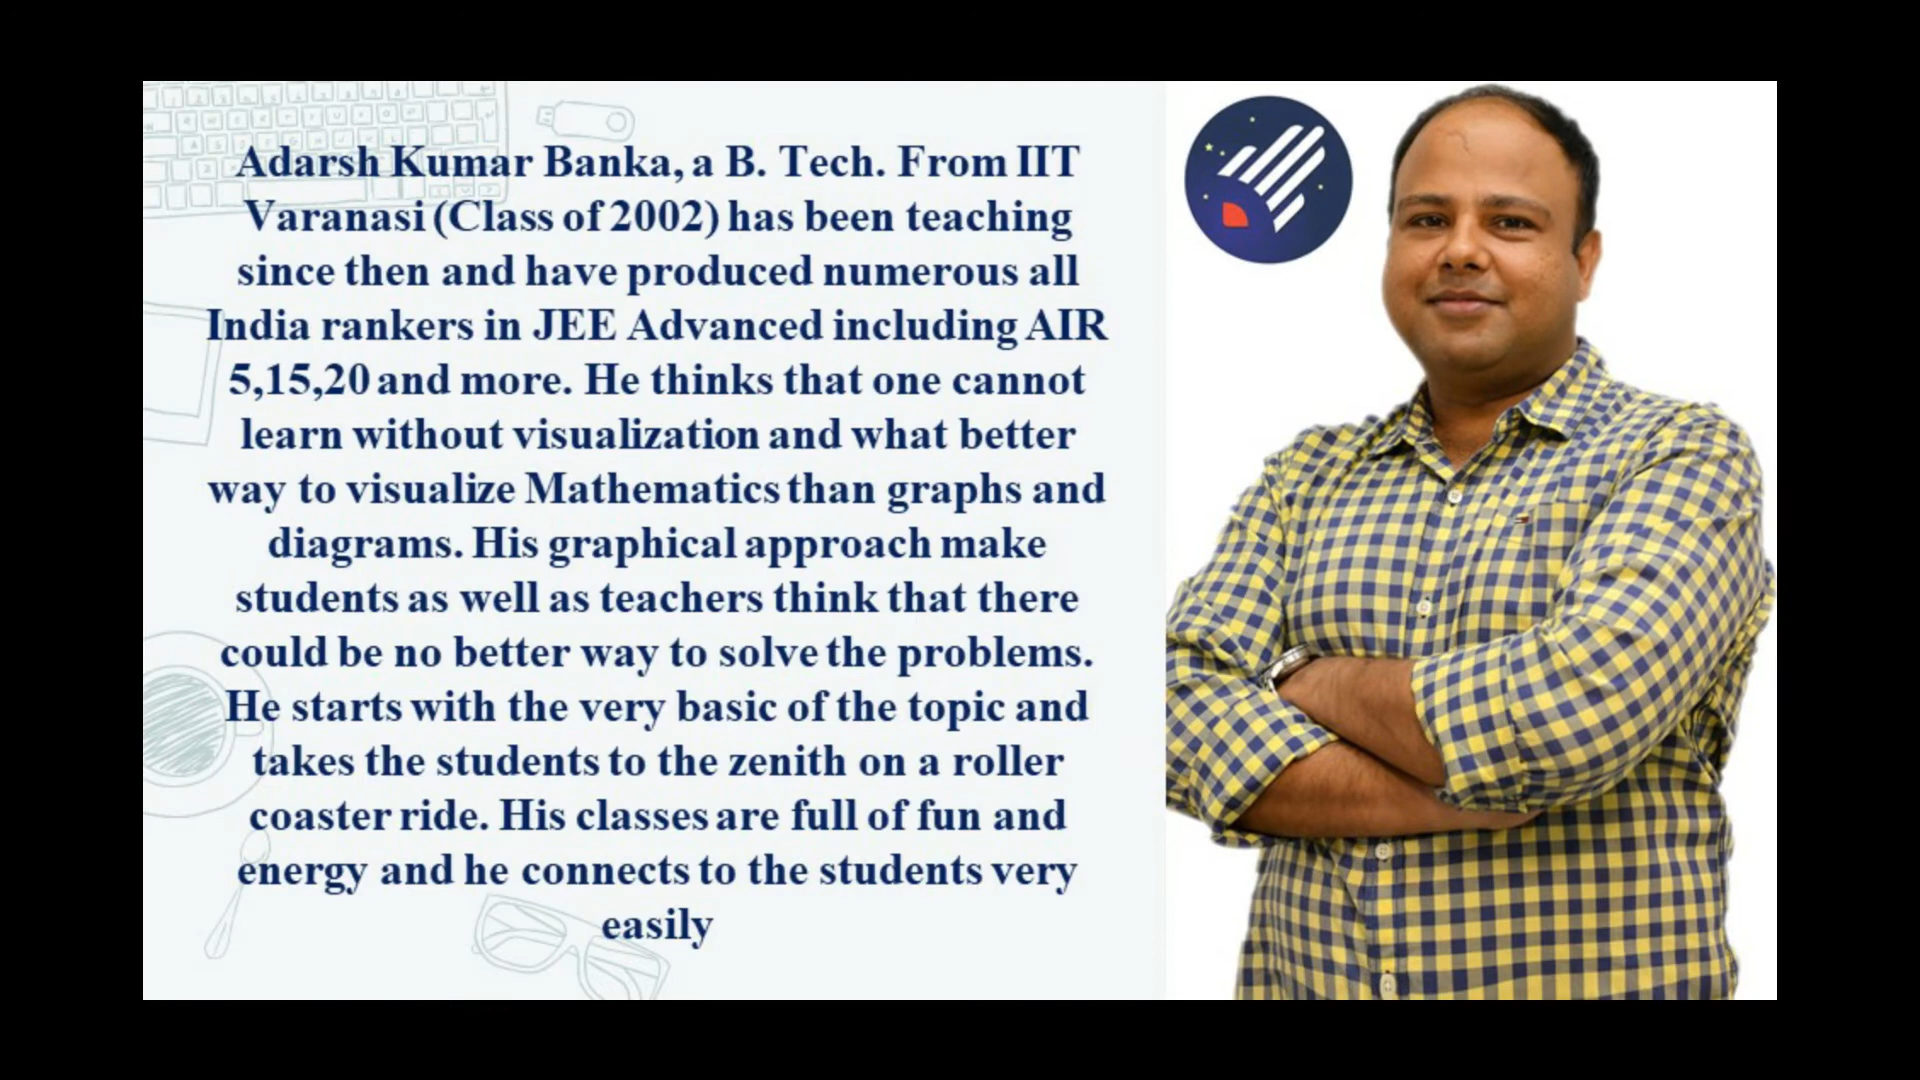 Adarsh Kumar Banka, a B. Tech. From IIT
Varanasi (Class of 2002) has been teaching
since then and have produced numerous all
India rankers in JEE Advanced including AIR
5,15,20 and more. He thinks that one cannot
learn without visualization and what better
way to visualize Mathematics than graphs and
diagrams. His graphical approach make
students as well as teachers think that there
could be no better way to solve the problems.
He starts with the very basic of the topic and
takes the students to the zenith on a roller
coaster ride. His classes are full of fun and
energy and he connects to the students very
easily